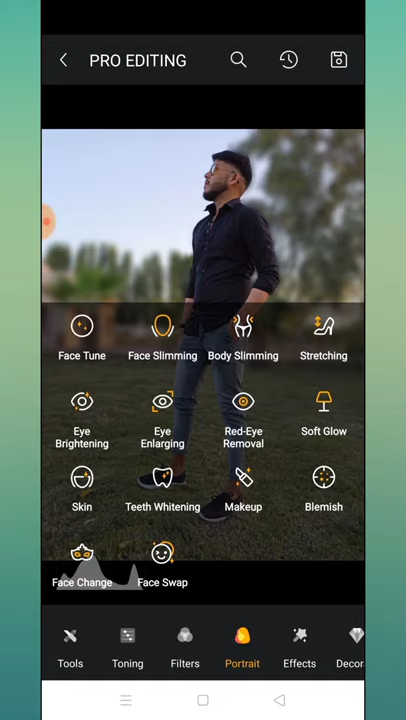 PRO EDITING
Face Tune
Face Slimming
Body Slimming
Stretching
Eye
Brightening
Eye
Enlarging
Red-Eye
Removal
Soft Glow
Skin
Teeth Whitening
Makeup
Blemish
Face Change
Face Swap
Tools
Toning
Filters
Portrait
Effects
Decor